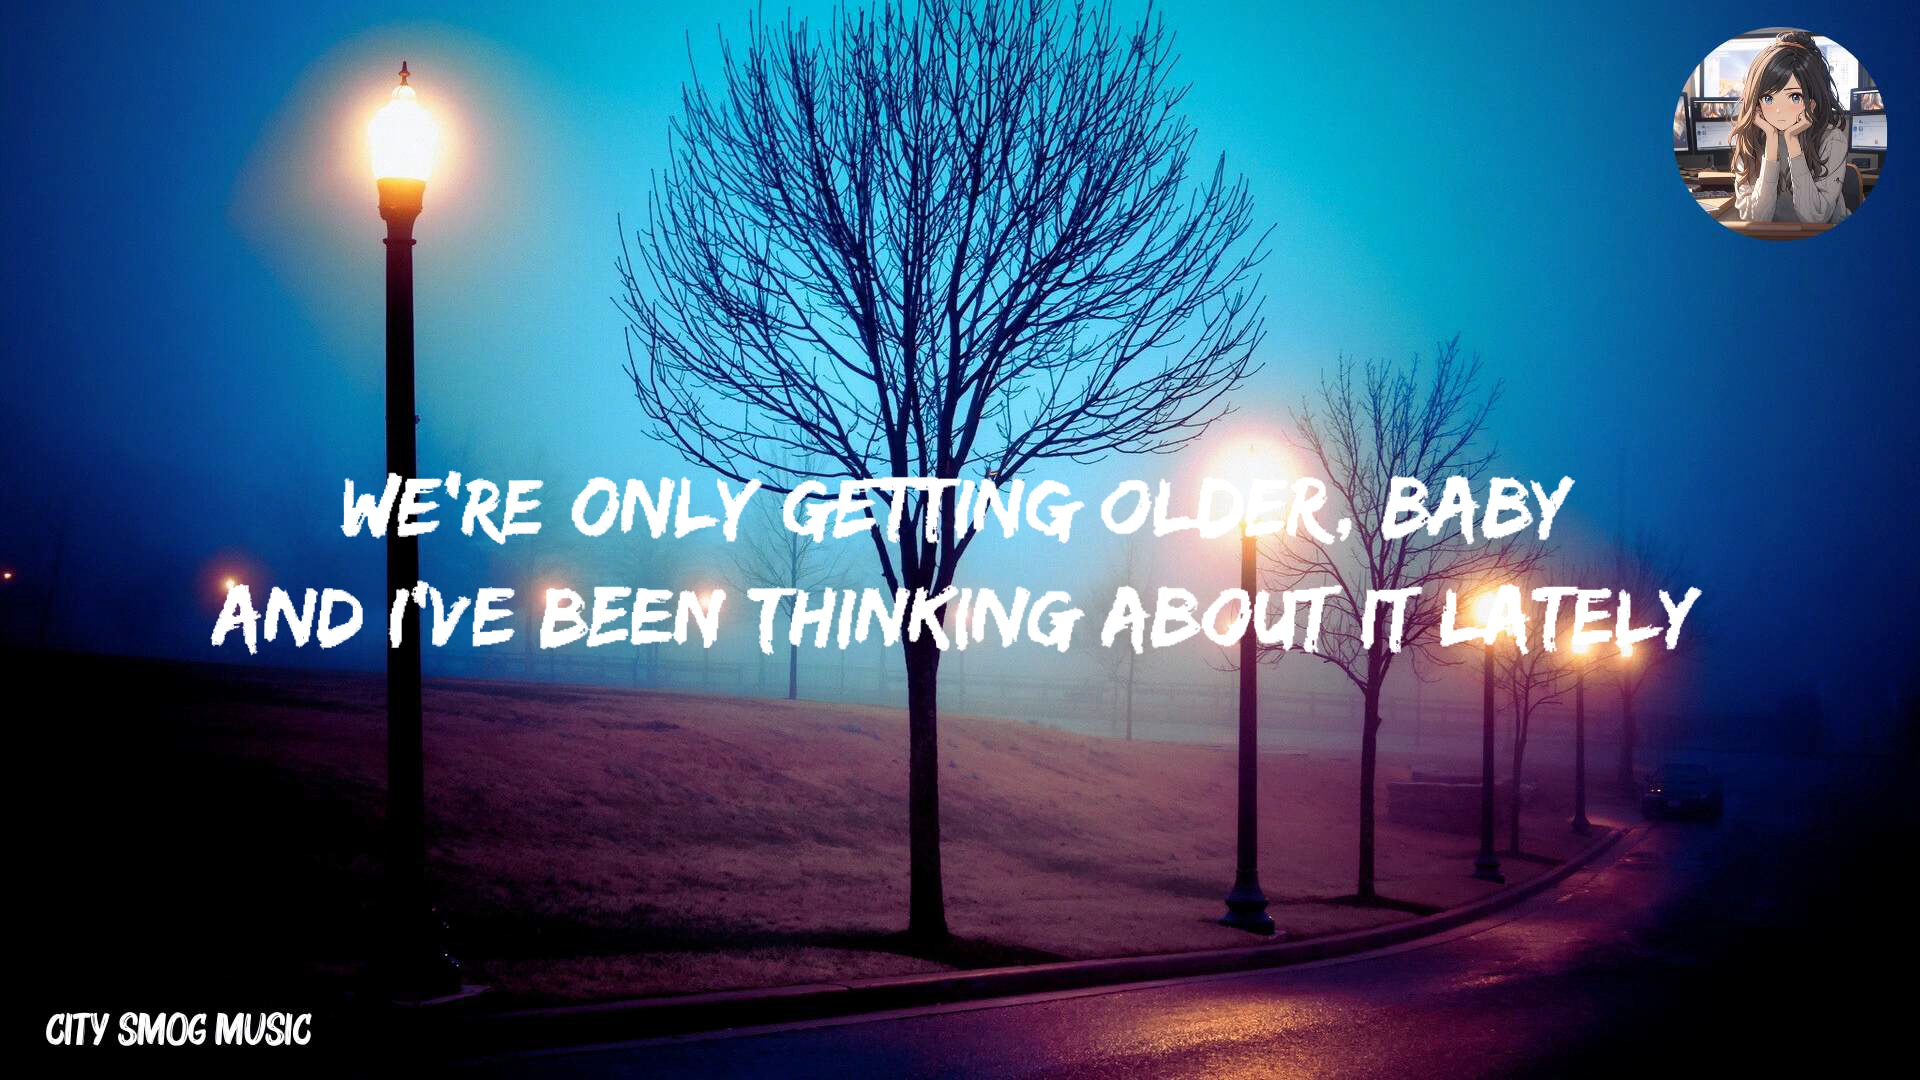 WE'RE ONLY GETTING OLDER, BABY
AND I'VE BEEN THINKING ABOUT IT LATELY
CITY SMOG MUSIC